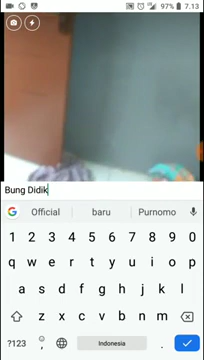 97% 7.13
Bung Didik
Official baru Purnomo
1 2 3 4 5 6 7 8 9 0
q w e r t y u i o p
a s d f g h j k l
z x c v b n m
?123 , Indonesia .